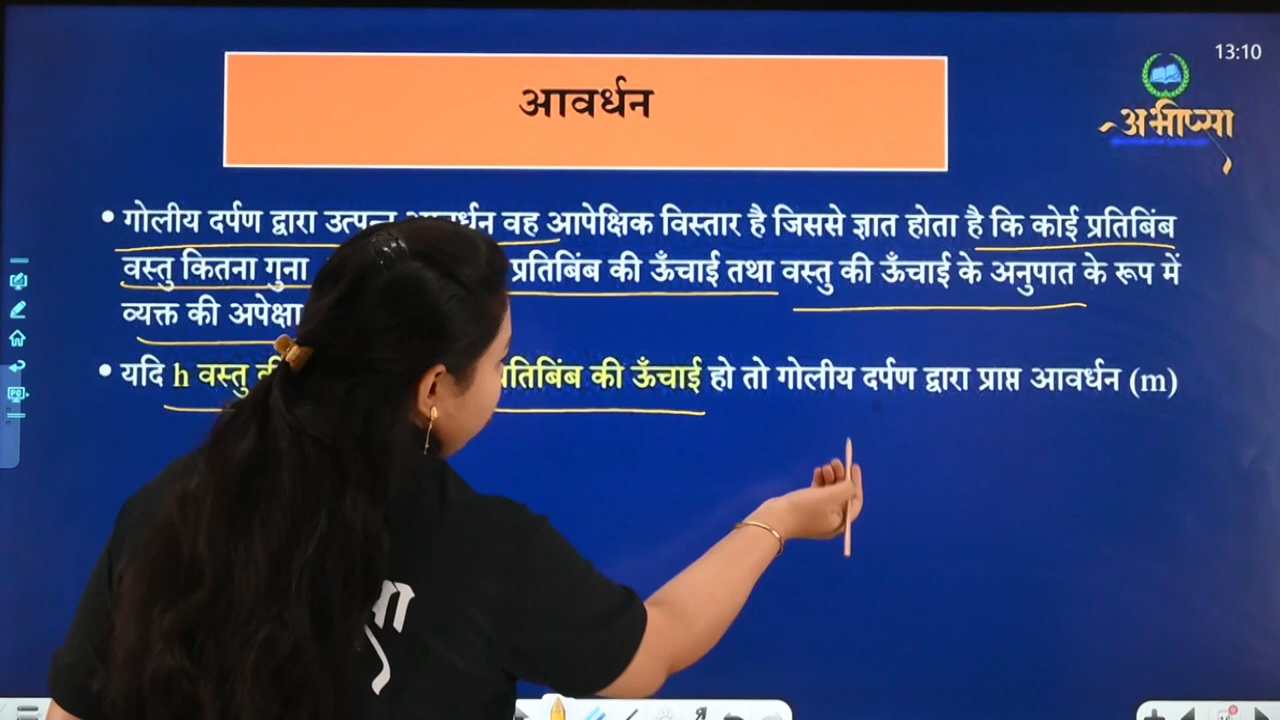 13:10
आवर्धन
अभीप्सा
• गोलीय दर्पण द्वारा उत्पन्न वह आपेक्षिक विस्तार है जिससे ज्ञात होता है कि कोई प्रतिबिंब
वस्तु कितना गुना प्रतिबिंब की ऊँचाई तथा वस्तु की ऊँचाई के अनुपात के रूप में
व्यक्त की अपेक्षा
• यदि h वस्तु प्रतिबिंब की ऊँचाई हो तो गोलीय दर्पण द्वारा प्राप्त आवर्धन (m)